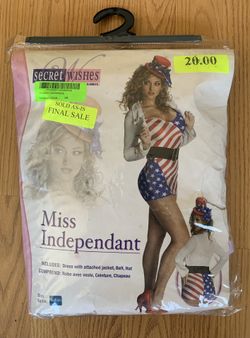 secret wishes
20.00
SOLD AS-IS
FINAL SALE
Miss
Independant
INCLUDES: Dress with attached jacket, Belt, Hat
COMPREND: Robe avec veste, Ceinture, Chapeau